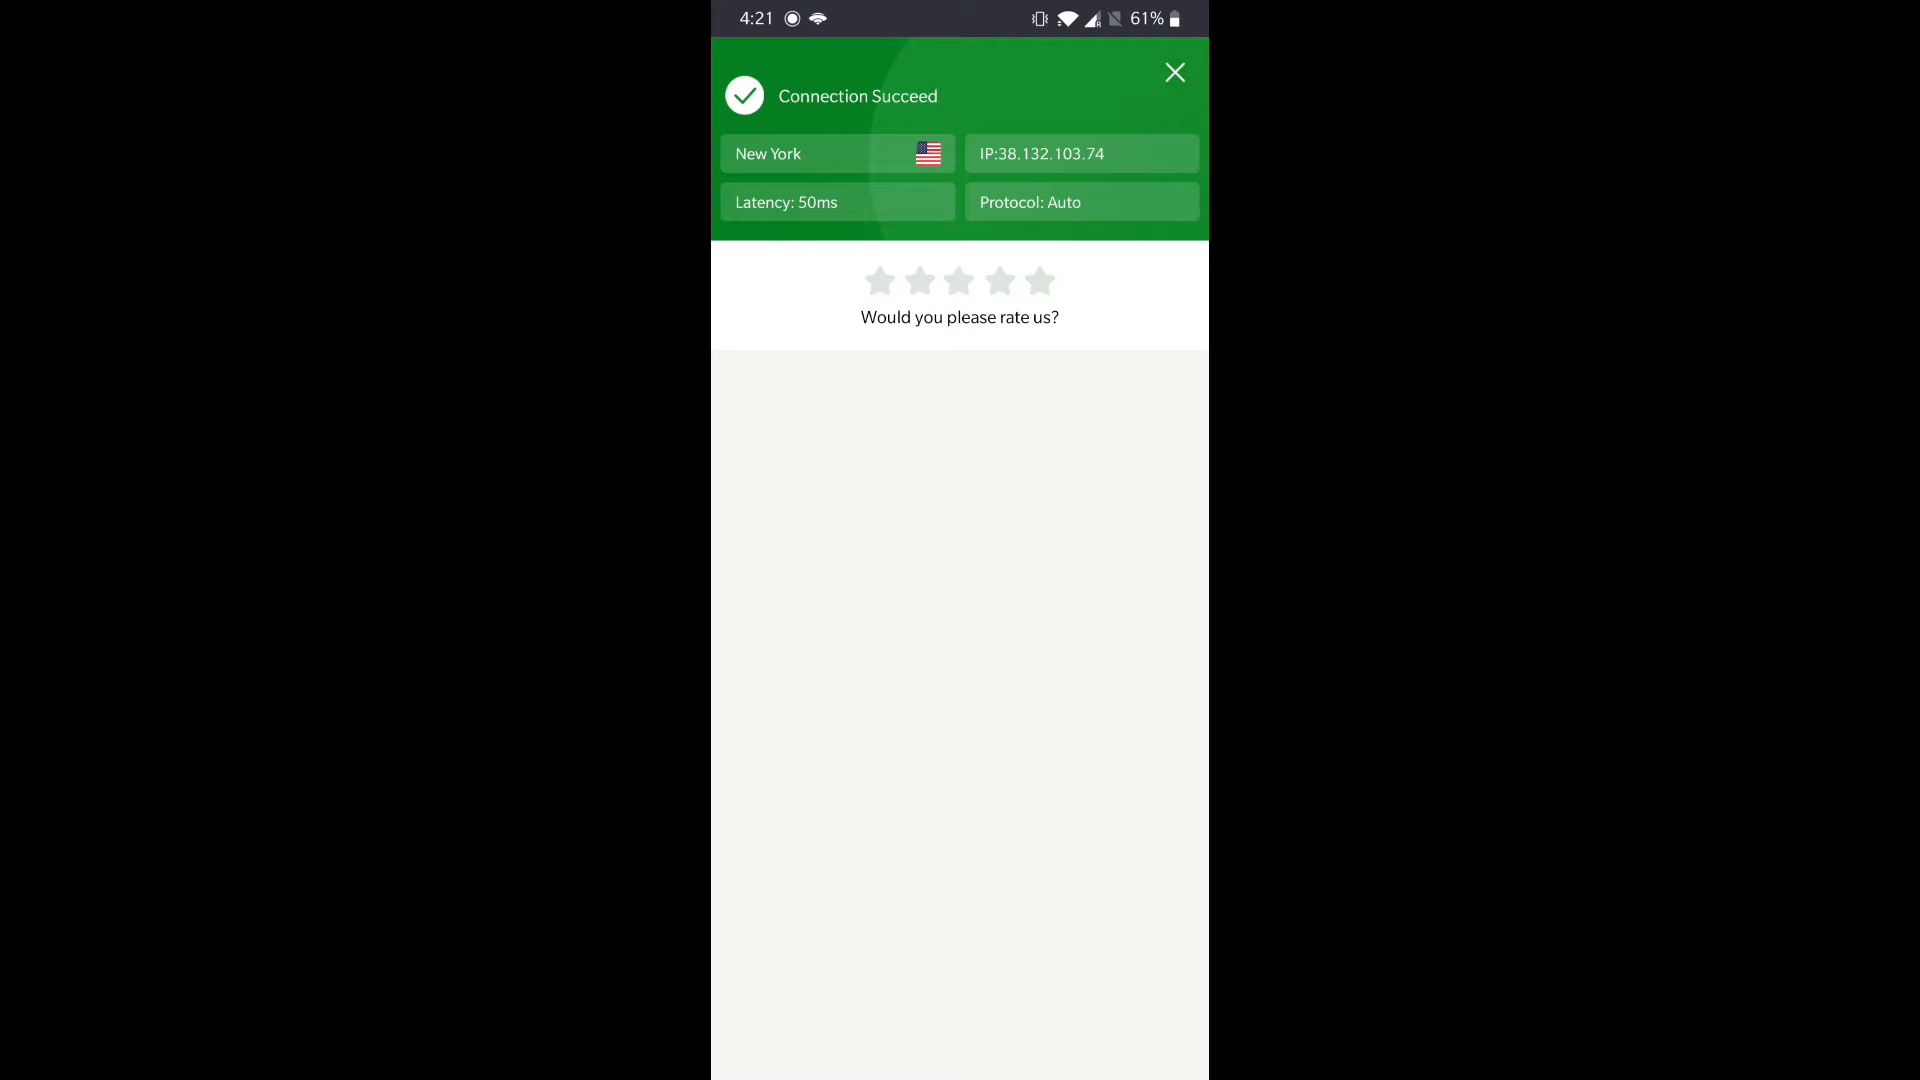 4:21
61%
Connection Succeed
New York
IP:38.132.103.74
Latency: 50ms
Protocol: Auto
Would you please rate us?